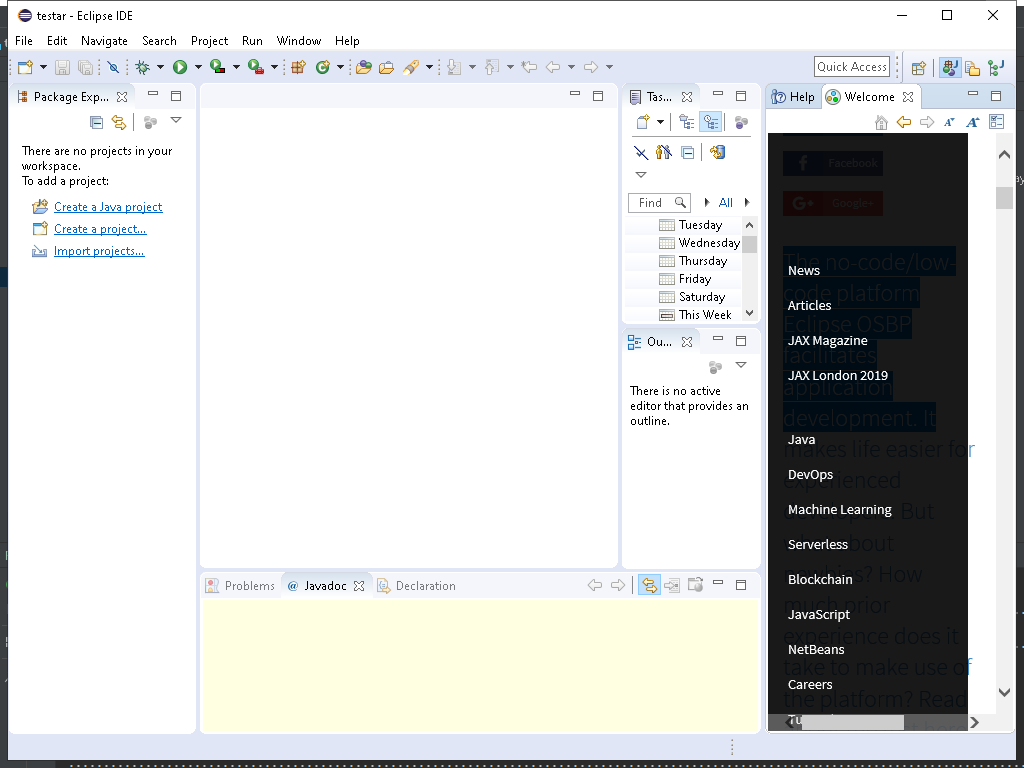 testar - Eclipse IDE
File Edit Navigate Search Project Run Window Help
Quick Access
Package Exp...
There are no projects in your
workspace.
To add a project:
Create a Java project
Create a project...
Import projects...
Tas...
Find
All
Tuesday
Wednesday
Thursday
Friday
Saturday
This Week
Ou...
There is no active
editor that provides an
outline.
Problems @ Javadoc Declaration
Help Welcome
Facebook
Google+
The no-code/low-
code platform
Eclipse OSBP
facilitates
application
development. It
makes life easier for
experienced
But
about
How
much prior
experience does it
take to make use of
the platform? Read
News
Articles
JAX Magazine
JAX London 2019
Java
DevOps
Machine Learning
Serverless
Blockchain
JavaScript
NetBeans
Careers